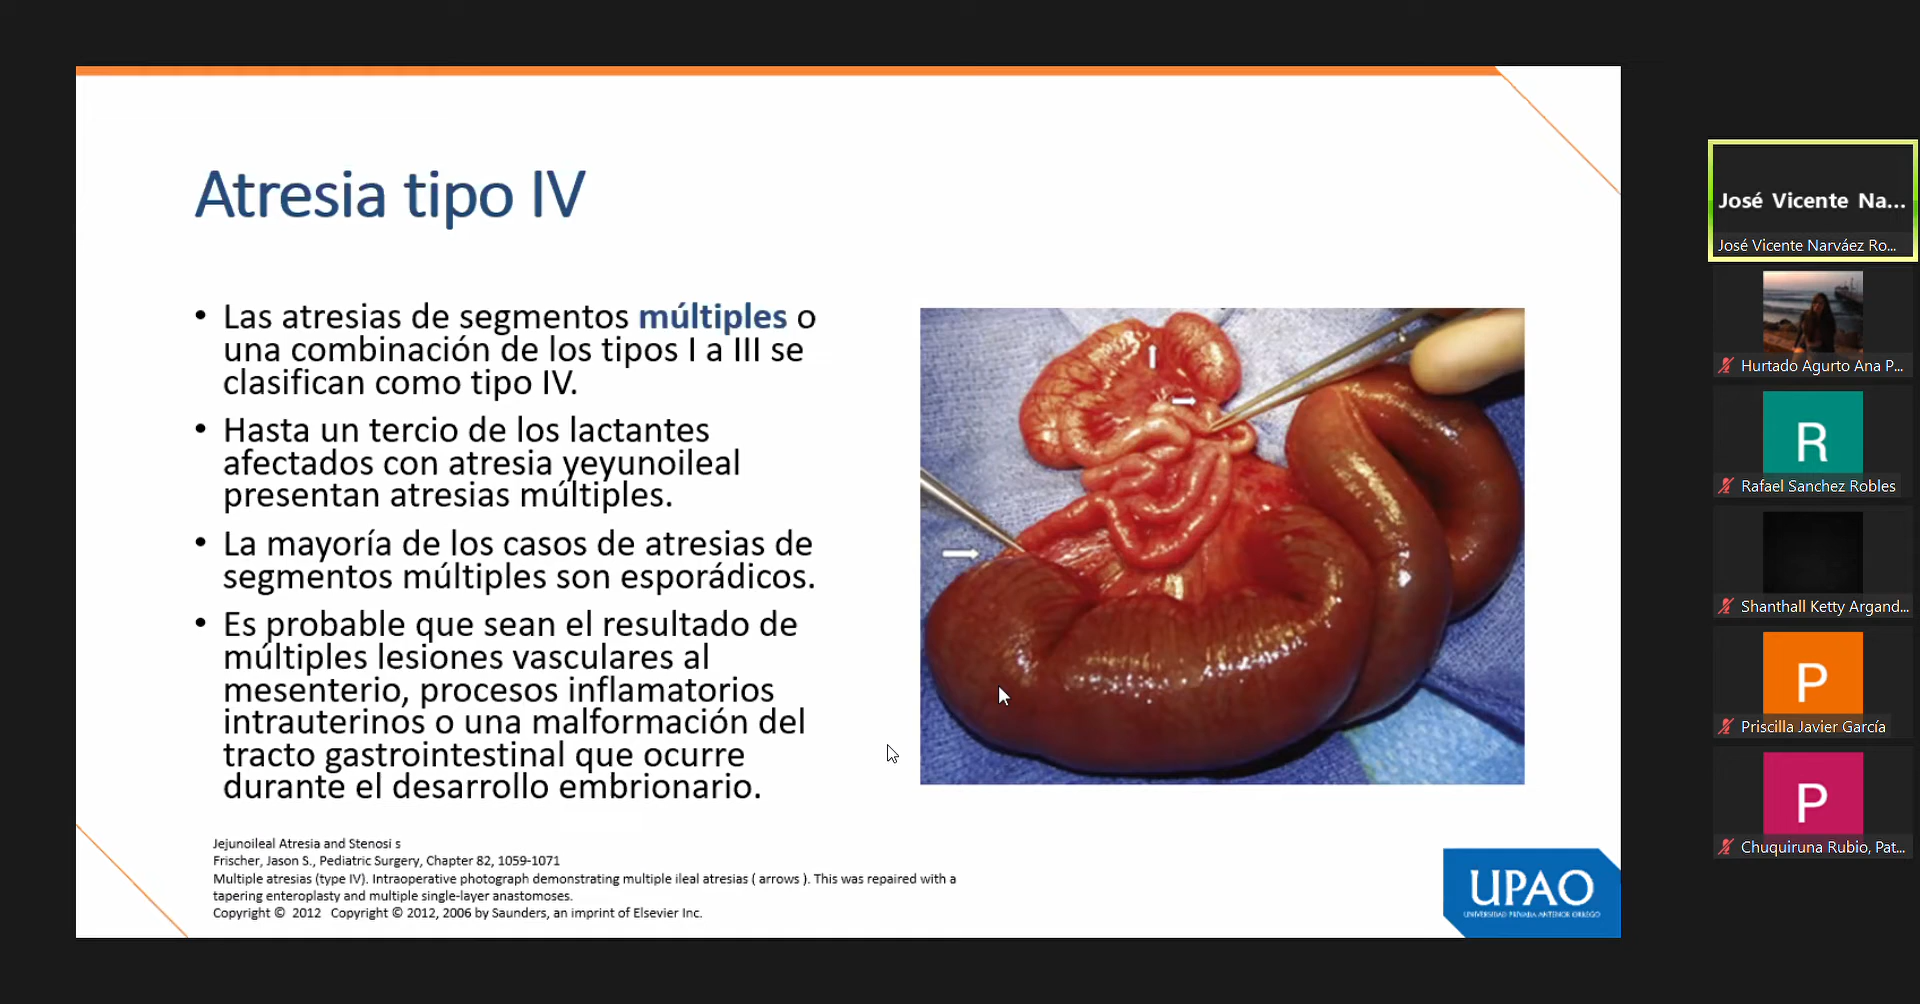 Atresia tipo IV
• Las atresias de segmentos múltiples o
una combinación de los tipos I a III se
clasifican como tipo IV.
• Hasta un tercio de los lactantes
afectados con atresia yeyunoileal
presentan atresias múltiples.
• La mayoría de los casos de atresias de
segmentos múltiples son esporádicos.
• Es probable que sean el resultado de
múltiples lesiones vasculares al
mesenterio, procesos inflamatorios
intrauterinos o una malformación del
tracto gastrointestinal que ocurre
durante el desarrollo embrionario.
Jejunoileal Atresia and Stenosi s
Frischer, Jason S., Pediatric Surgery, Chapter 82, 1059-1071
Multiple atresias (type IV). Intraoperative photograph demonstrating multiple ileal atresias ( arrows ). This was repaired with a
tapering enteroplasty and multiple single-layer anastomoses.
Copyright © 2012 Copyright © 2012, 2006 by Saunders, an imprint of Elsevier Inc.
UPAO
UNIVERSIDAD PRIVADA ANTENOR ORREGO
José Vicente Na...
José Vicente Narváez Ro...
Hurtado Agurto Ana P...
R
Rafael Sanchez Robles
Shanthall Ketty Argand...
P
Priscilla Javier García
P
Chuquiruna Rubio, Pat...